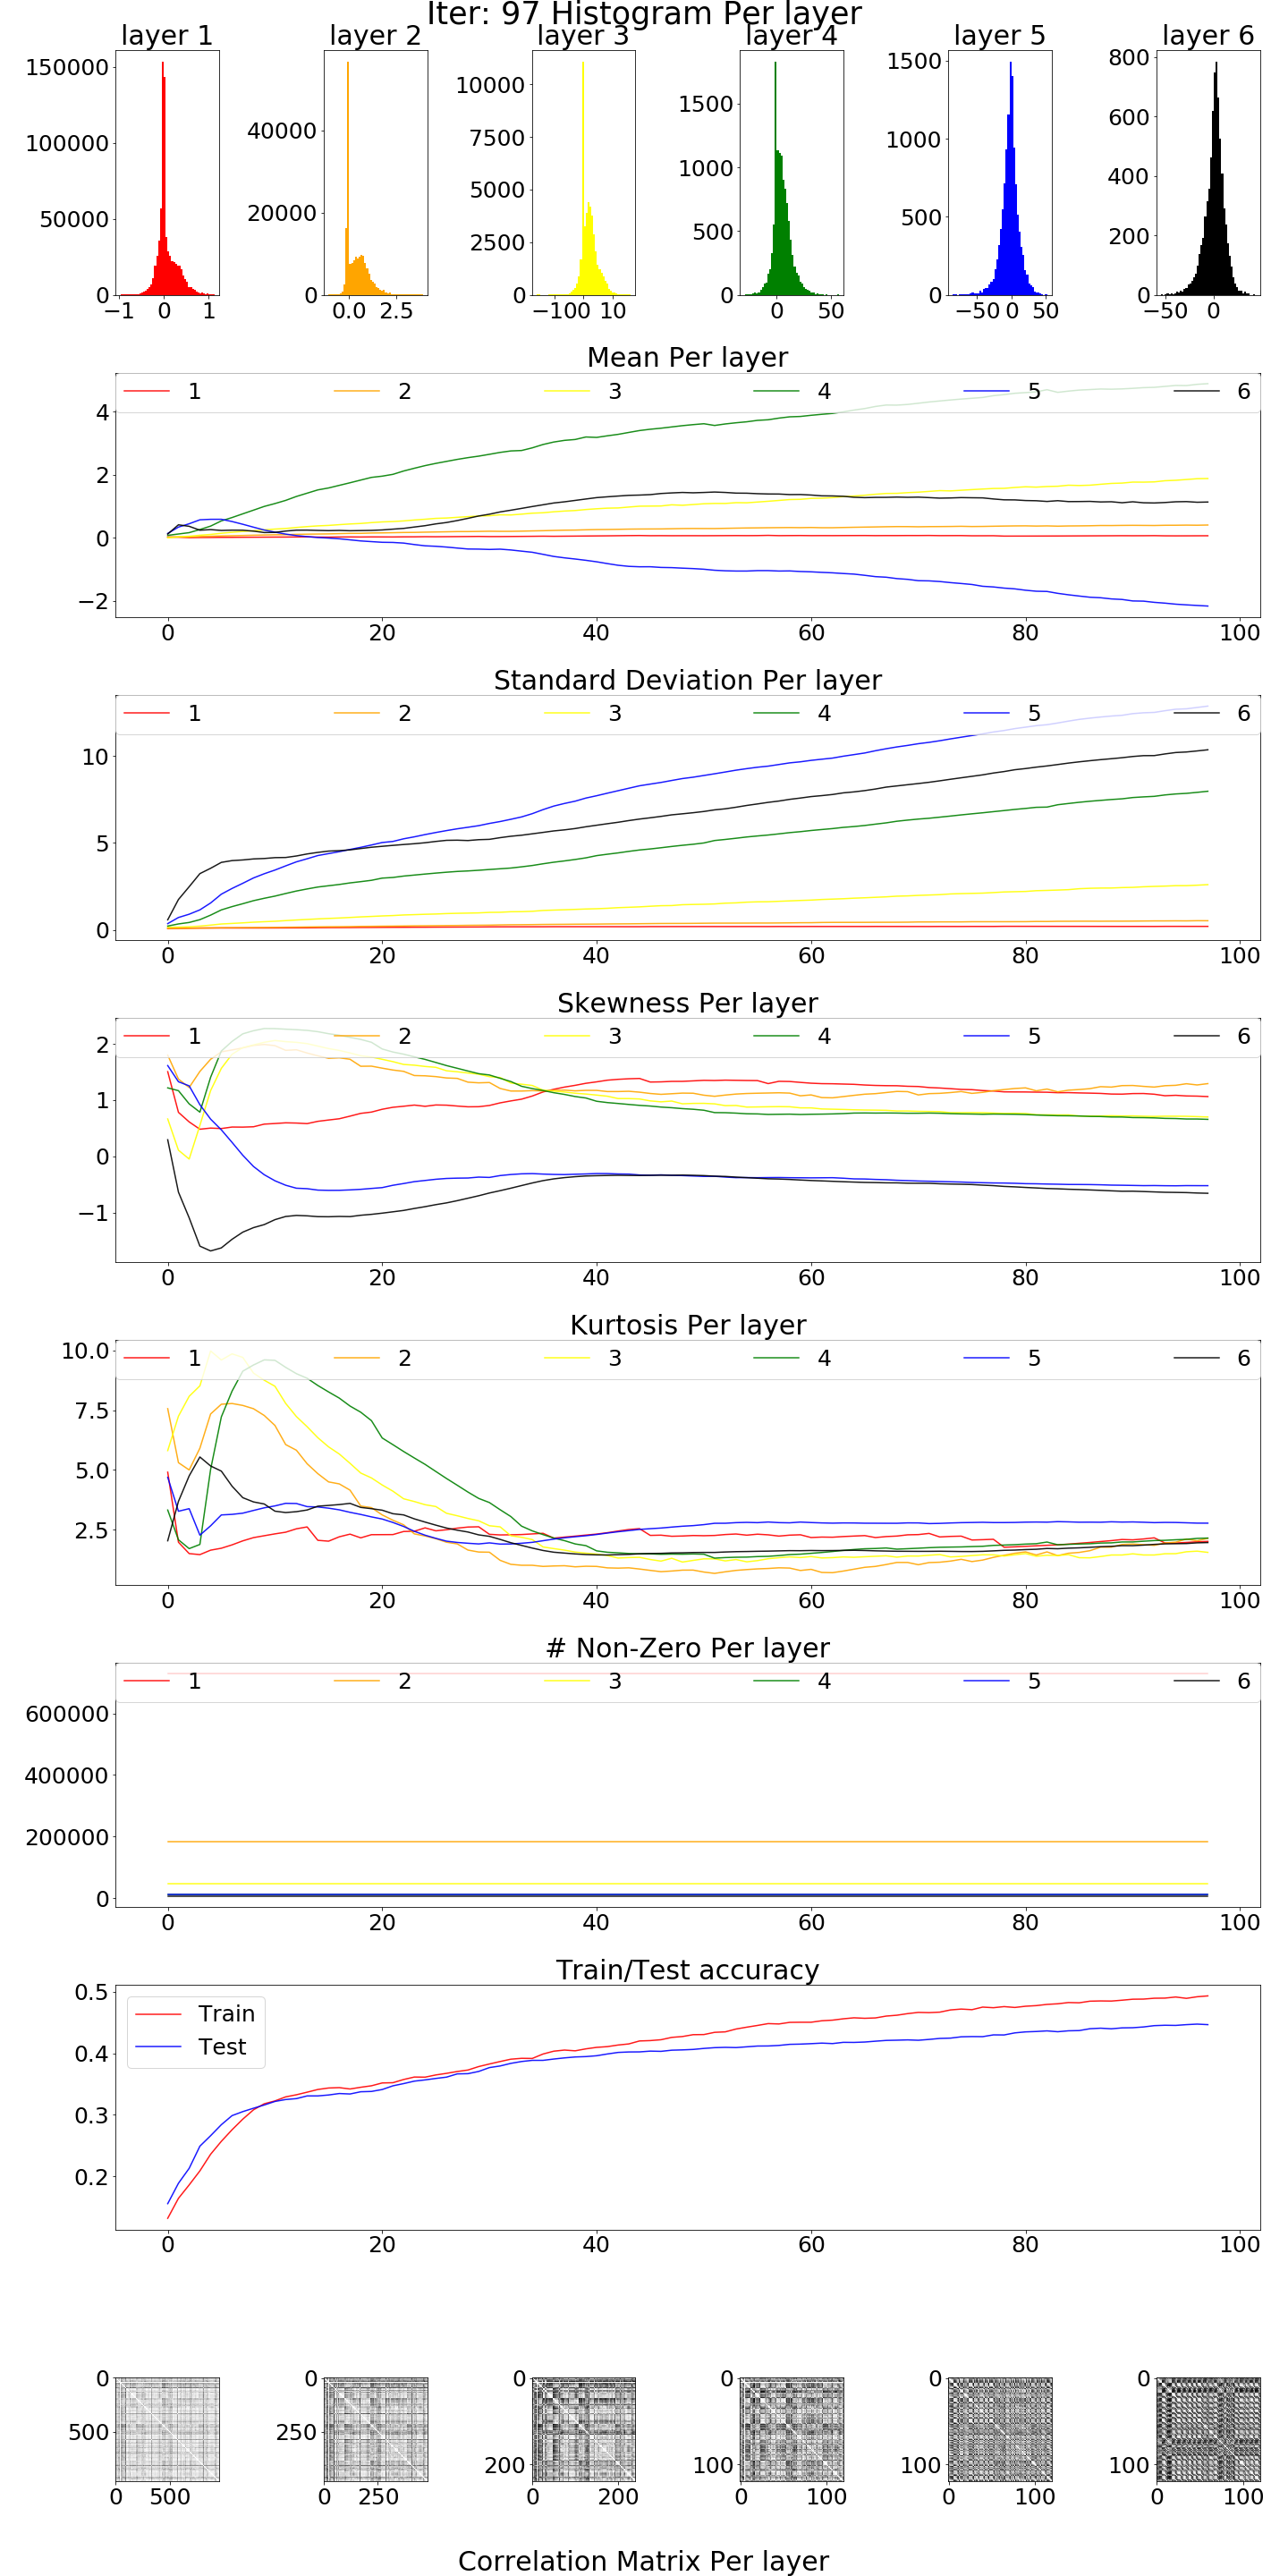 Iter: 97 Histogram Per layer
layer 1 layer 2 layer 3 layer 4 layer 5 layer 6
150000 100000 50000 0
−1 0 1
40000 20000 0
0.0 2.5
10000 7500 5000 2500 0
−10 0 10
1500 1000 500 0
0 50
1500 1000 500 0
−50 0 50
800 600 400 200 0
−50 0
Mean Per layer
1 2 3 4 5 6
4
2
0
−2
0 20 40 60 80 100
Standard Deviation Per layer
1 2 3 4 5 6
10
5
0
0 20 40 60 80 100
Skewness Per layer
1 2 3 4 5 6
2
1
0
−1
0 20 40 60 80 100
Kurtosis Per layer
1 2 3 4 5 6
10.0
7.5
5.0
2.5
0 20 40 60 80 100
# Non-Zero Per layer
1 2 3 4 5 6
600000
400000
200000
0
0 20 40 60 80 100
Train/Test accuracy
Train
Test
0.5
0.4
0.3
0.2
0 20 40 60 80 100
0 500
0 500
0 250
0 250
0 200
0 200
0 100
0 100
0 100
0 100
0 100
0 100
Correlation Matrix Per layer